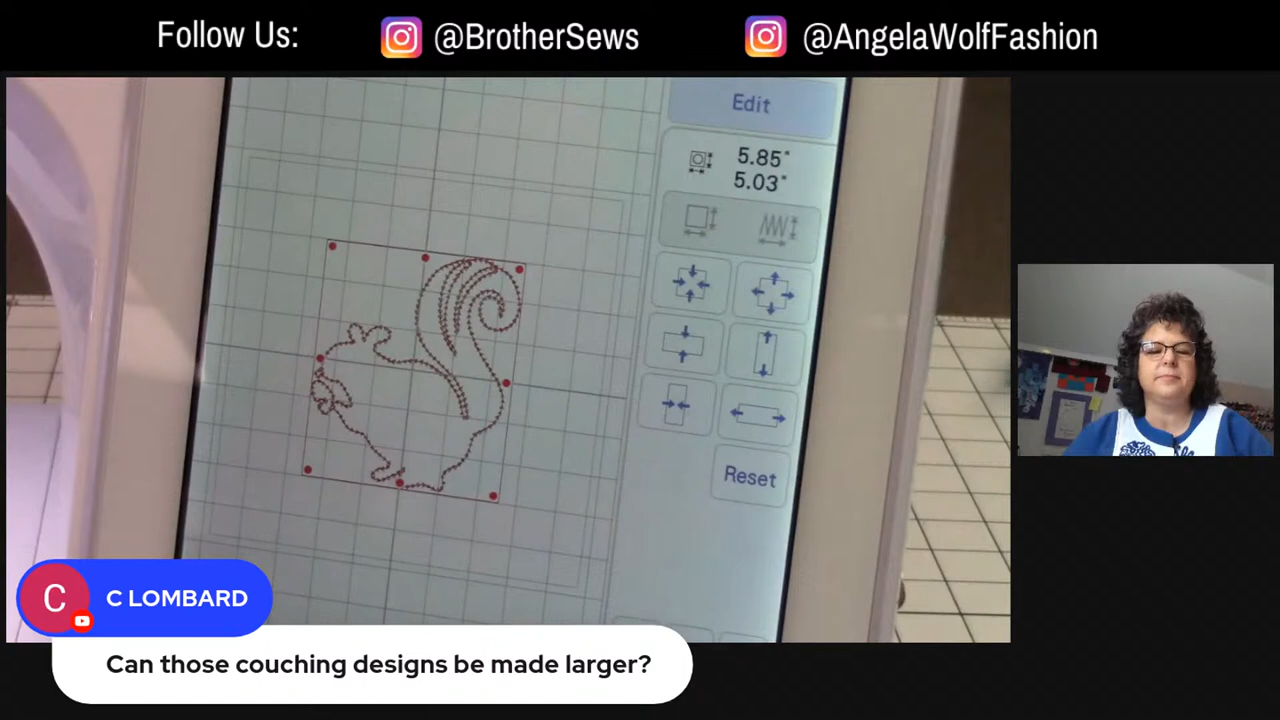 Follow Us: @BrotherSews @AngelaWolfFashion
Edit
5.85"
5.03"
Reset
C
C LOMBARD
Can those couching designs be made larger?